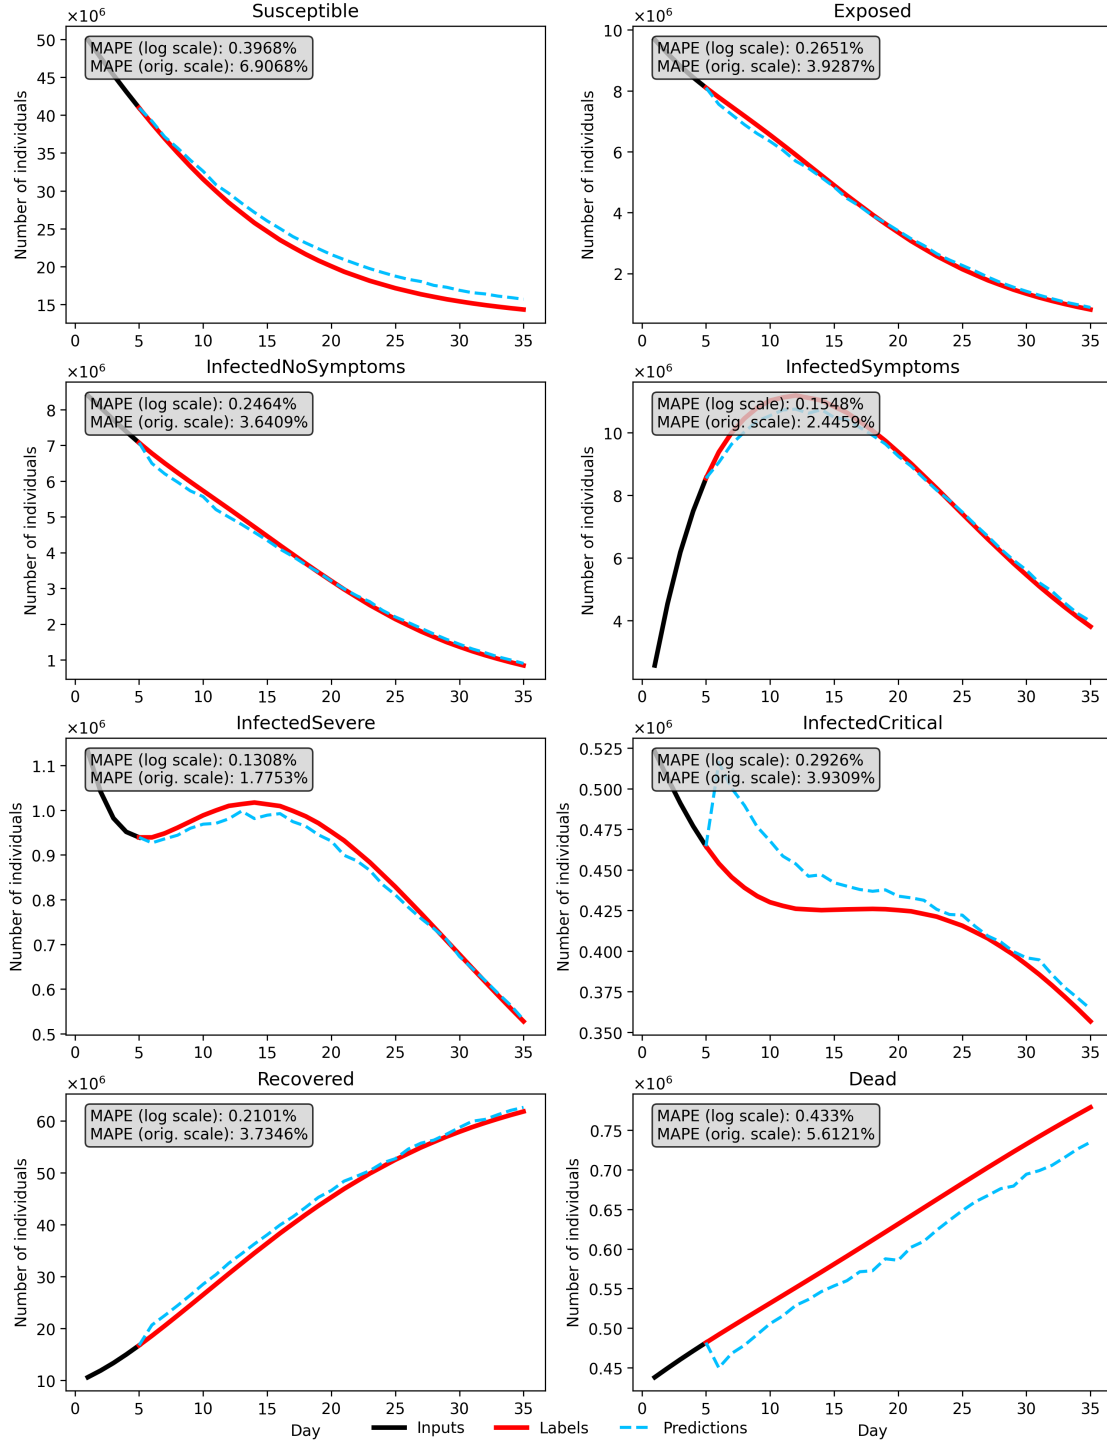 Susceptible
×10⁶
MAPE (log scale): 0.3968%
MAPE (orig. scale): 6.9068%
50
45
40
35
30
25
20
15
Number of individuals
0 5 10 15 20 25 30 35
Exposed
×10⁶
MAPE (log scale): 0.2651%
MAPE (orig. scale): 3.9287%
10
8
6
4
2
Number of individuals
0 5 10 15 20 25 30 35
InfectedNoSymptoms
×10⁶
MAPE (log scale): 0.2464%
MAPE (orig. scale): 3.6409%
8
7
6
5
4
3
2
1
Number of individuals
0 5 10 15 20 25 30 35
InfectedSymptoms
×10⁶
MAPE (log scale): 0.1548%
MAPE (orig. scale): 2.4459%
10
8
6
4
Number of individuals
0 5 10 15 20 25 30 35
InfectedSevere
×10⁶
MAPE (log scale): 0.1308%
MAPE (orig. scale): 1.7753%
1.1
1.0
0.9
0.8
0.7
0.6
0.5
Number of individuals
0 5 10 15 20 25 30 35
InfectedCritical
×10⁶
MAPE (log scale): 0.2926%
MAPE (orig. scale): 3.9309%
0.525
0.500
0.475
0.450
0.425
0.400
0.375
0.350
Number of individuals
0 5 10 15 20 25 30 35
Recovered
×10⁶
MAPE (log scale): 0.2101%
MAPE (orig. scale): 3.7346%
60
50
40
30
20
10
Number of individuals
0 5 10 15 20 25 30 35
Day
Dead
×10⁶
MAPE (log scale): 0.433%
MAPE (orig. scale): 5.6121%
0.75
0.70
0.65
0.60
0.55
0.50
0.45
Number of individuals
0 5 10 15 20 25 30 35
Day
Inputs Labels Predictions